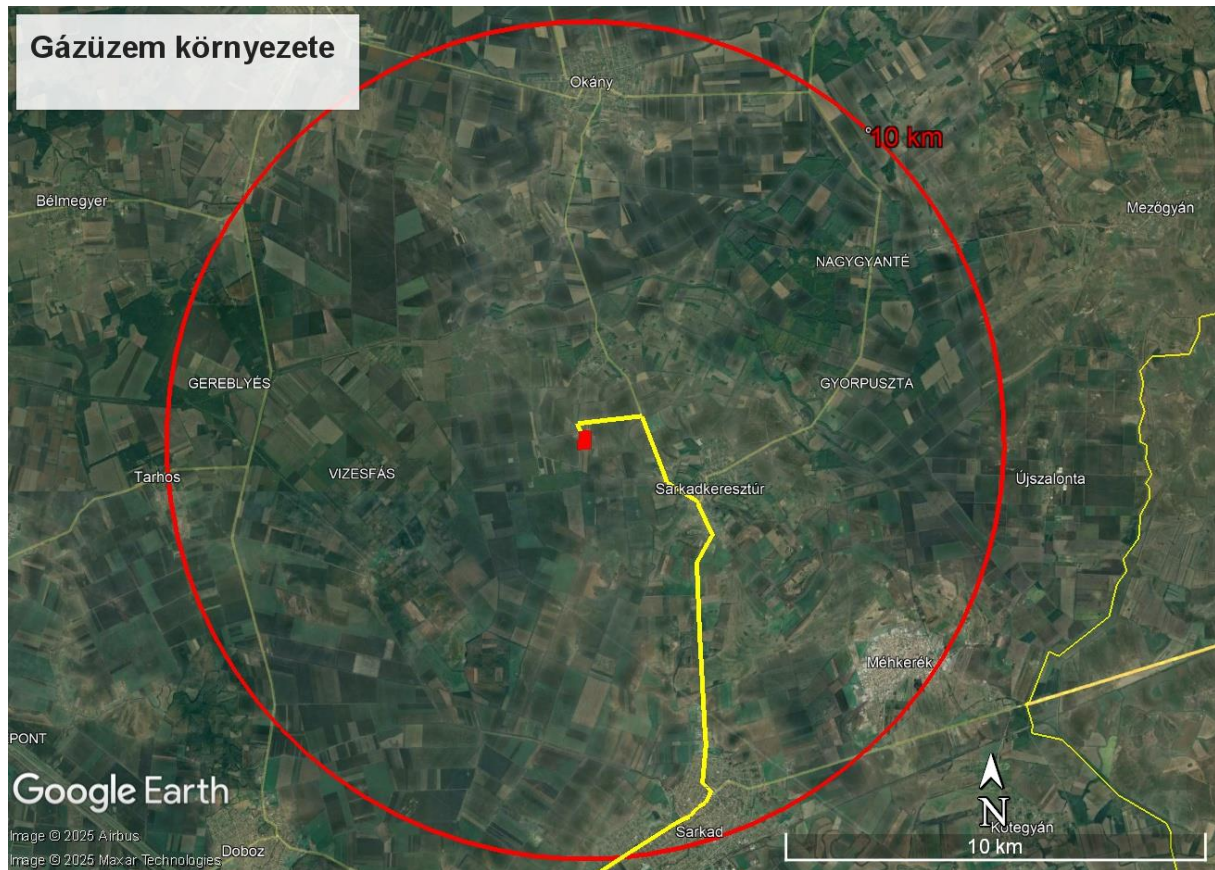 Gázüzem környezete
Okány
10 km
Bélmegyer
Mezőgyán
NAGYGYANTÉ
GEREBLYÉS
GYORPUSZTA
Tarhos
VIZESFÁS
Sarkadkeresztúr
Újszalonta
Méhkerék
PONT
Google Earth
N
Kötegyán
Sarkad
Image © 2025 Airbus
10 km
Doboz
Image © 2025 Maxar Technologies